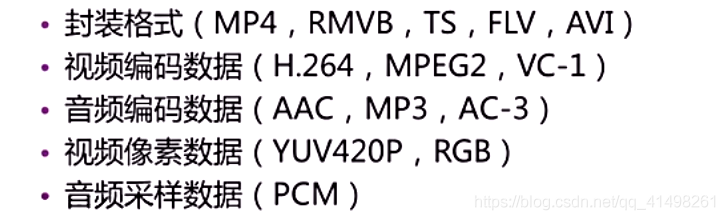 • 封装格式（MP4，RMVB，TS，FLV，AVI）
• 视频编码数据（H.264，MPEG2，VC-1）
• 音频编码数据（AAC，MP3，AC-3）
• 视频像素数据（YUV420P，RGB）
• 音频采样数据（PCM）
https://blog.csdn.net/qq_41498261